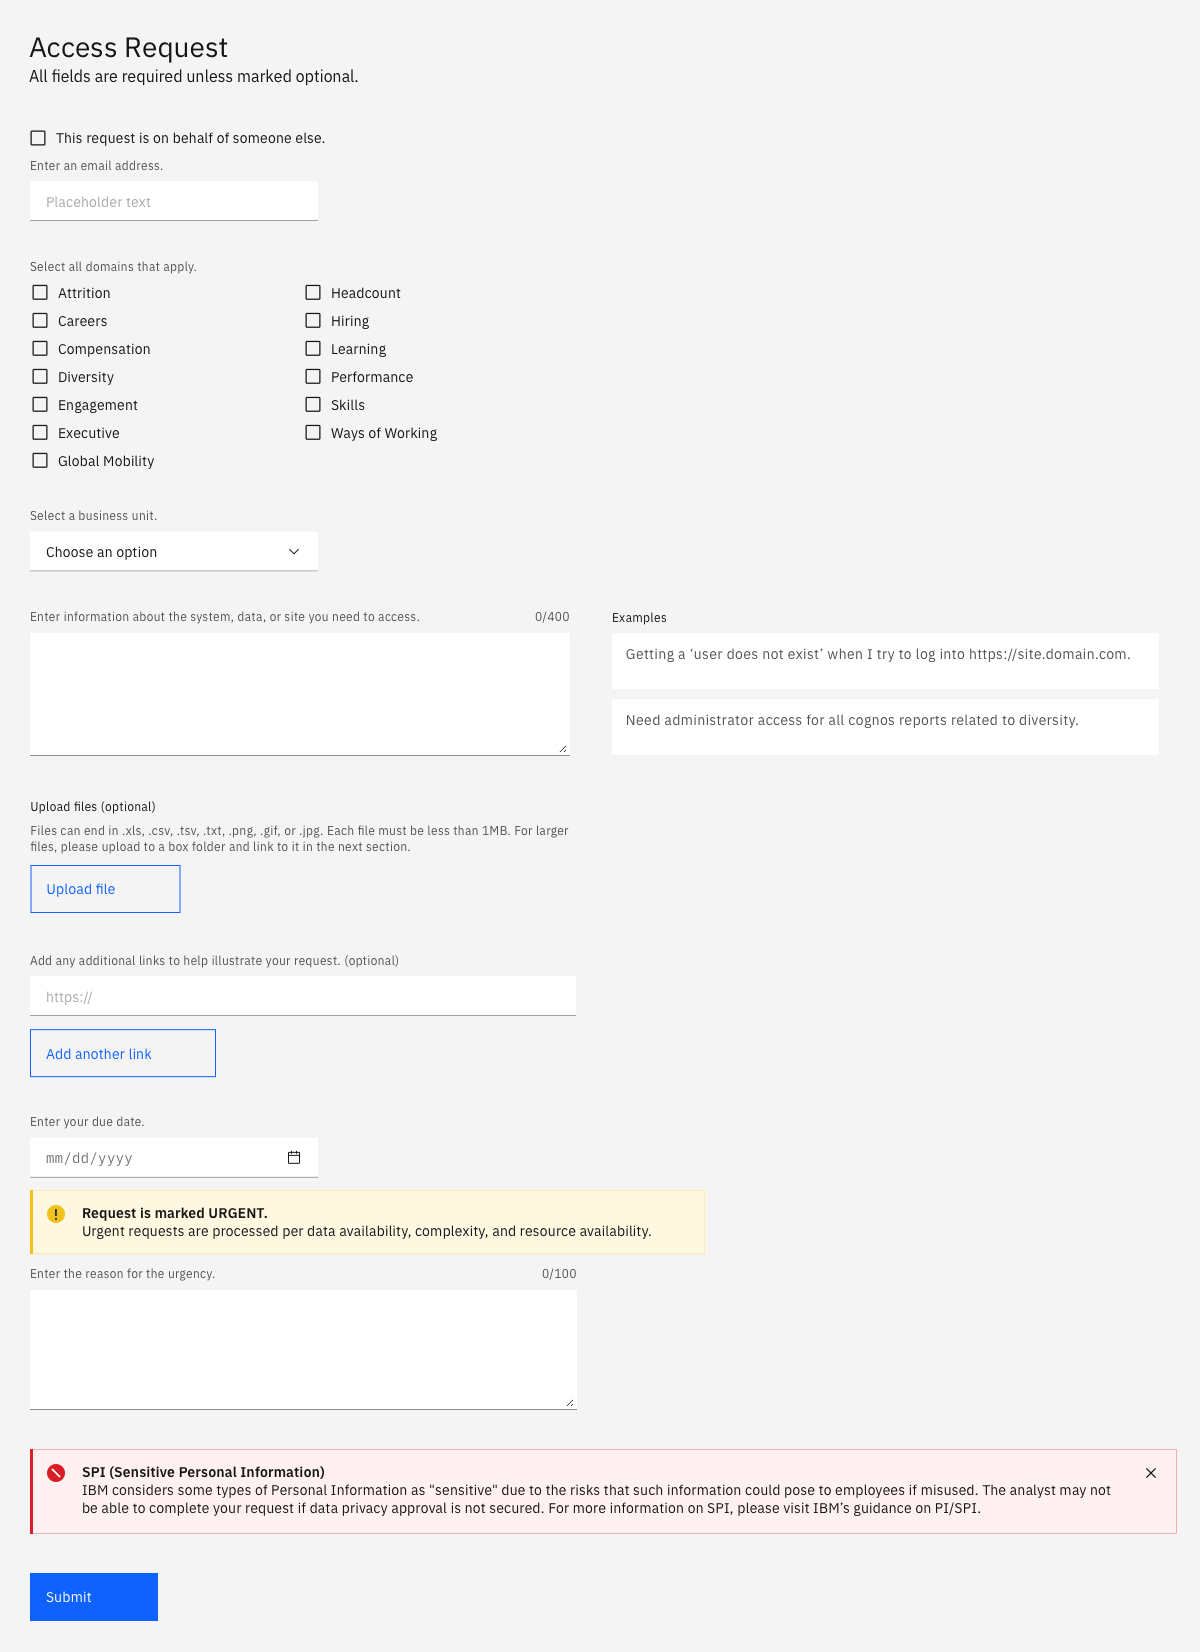 Access Request
All fields are required unless marked optional.
This request is on behalf of someone else.
Enter an email address.
Placeholder text
Select all domains that apply.
Attrition
Careers
Compensation
Diversity
Engagement
Executive
Global Mobility
Headcount
Hiring
Learning
Performance
Skills
Ways of Working
Select a business unit.
Choose an option
Enter information about the system, data, or site you need to access. 0/400
Examples
Getting a ‘user does not exist’ when I try to log into https://site.domain.com.
Need administrator access for all cognos reports related to diversity.
Upload files (optional)
Files can end in .xls, .csv, .tsv, .txt, .png, .gif, or .jpg. Each file must be less than 1MB. For larger
files, please upload to a box folder and link to it in the next section.
Upload file
Add any additional links to help illustrate your request. (optional)
https://
Add another link
Enter your due date.
mm/dd/yyyy
Request is marked URGENT.
Urgent requests are processed per data availability, complexity, and resource availability.
Enter the reason for the urgency. 0/100
SPI (Sensitive Personal Information)
IBM considers some types of Personal Information as "sensitive" due to the risks that such information could pose to employees if misused. The analyst may not
be able to complete your request if data privacy approval is not secured. For more information on SPI, please visit IBM’s guidance on PI/SPI.
Submit